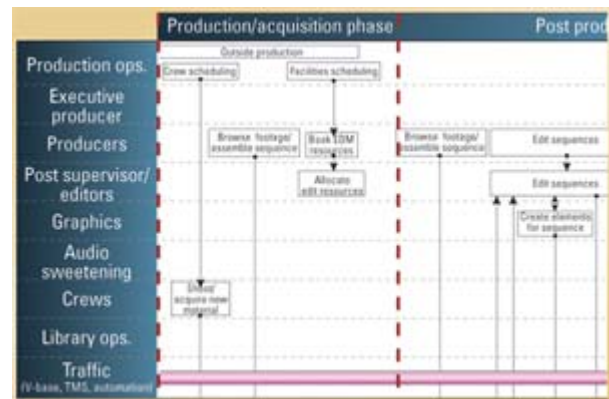 Production/acquisition phase
Post prod
Outside production
Production ops.
Crew scheduling
Facilities scheduling
Executive
producer
Producers
Browse footage/
assemble sequence
Book EDM
resources
Browse footage/
assemble sequence
Edit sequences
Post supervisor/
editors
Allocate
edit resources
Edit sequences
Graphics
Create elements
for sequence
Audio
sweetening
Crews
acquire new
material
Library ops.
Traffic
(V-base, TMS, automation)